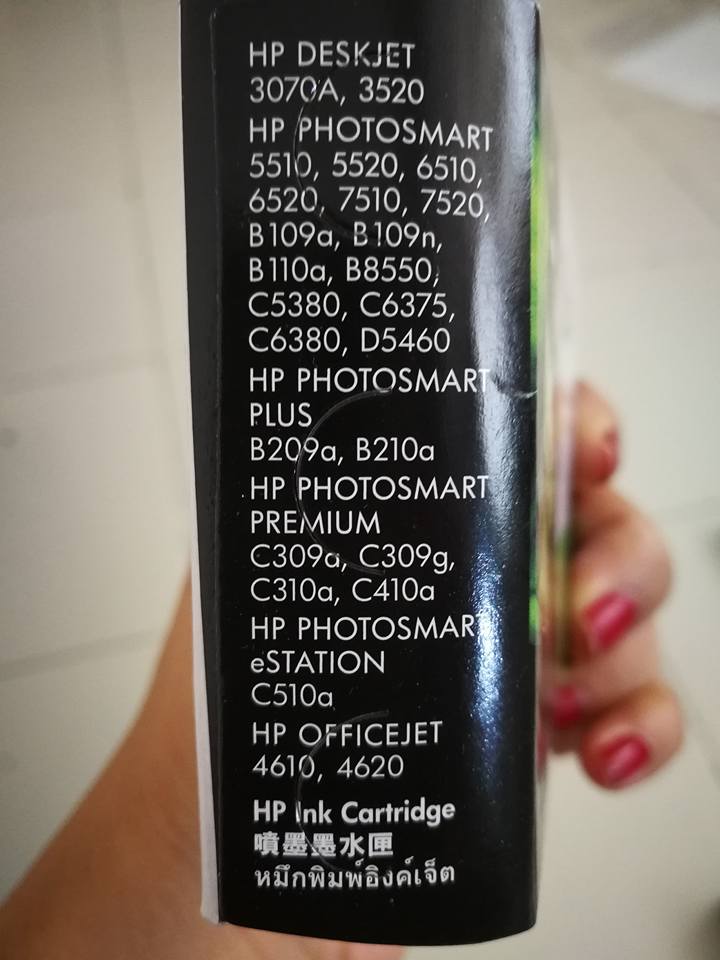 HP DESKJET
3070A, 3520
HP PHOTOSMART
5510, 5520, 6510,
6520, 7510, 7520,
B109a, B109n,
B110a, B8550,
C5380, C6375,
C6380, D5460
HP PHOTOSMART
PLUS
B209a, B210a
HP PHOTOSMART
PREMIUM
C309a, C309g,
C310a, C410a
HP PHOTOSMART
eSTATION
C510a
HP OFFICEJET
4610, 4620
HP Ink Cartridge
噴墨墨水匣
หมึกพิมพ์อิงค์เจ็ต